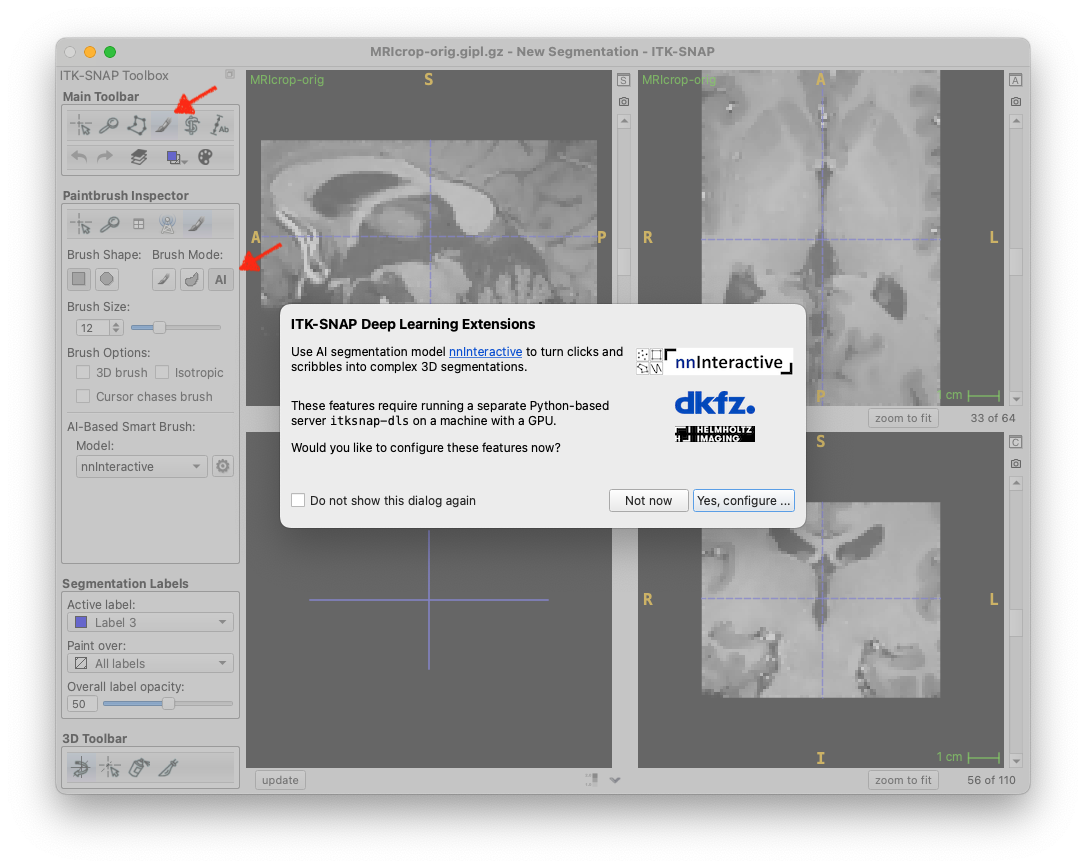 MRIcrop-orig.gipl.gz - New Segmentation - ITK-SNAP
ITK-SNAP Toolbox
Main Toolbar
Ab
Paintbrush Inspector
Brush Shape: Brush Mode:
AI
Brush Size:
12
Brush Options:
3D brush Isotropic
Cursor chases brush
AI-Based Smart Brush:
Model:
nnInteractive
Segmentation Labels
Active label:
Label 3
Paint over:
All labels
Overall label opacity:
50
3D Toolbar
MRIcrop-orig
S
A
P
S
MRIcrop-orig
A
R
L
P
1 cm
A
zoom to fit
33 of 64
ITK-SNAP Deep Learning Extensions
Use AI segmentation model nnInteractive to turn clicks and
scribbles into complex 3D segmentations.
These features require running a separate Python-based
server itksnap-dls on a machine with a GPU.
Would you like to configure these features now?
nnInteractive
dkfz.
HELMHOLTZ
IMAGING
Do not show this dialog again
Not now
Yes, configure ...
update
S
R
L
I
1 cm
C
zoom to fit
56 of 110